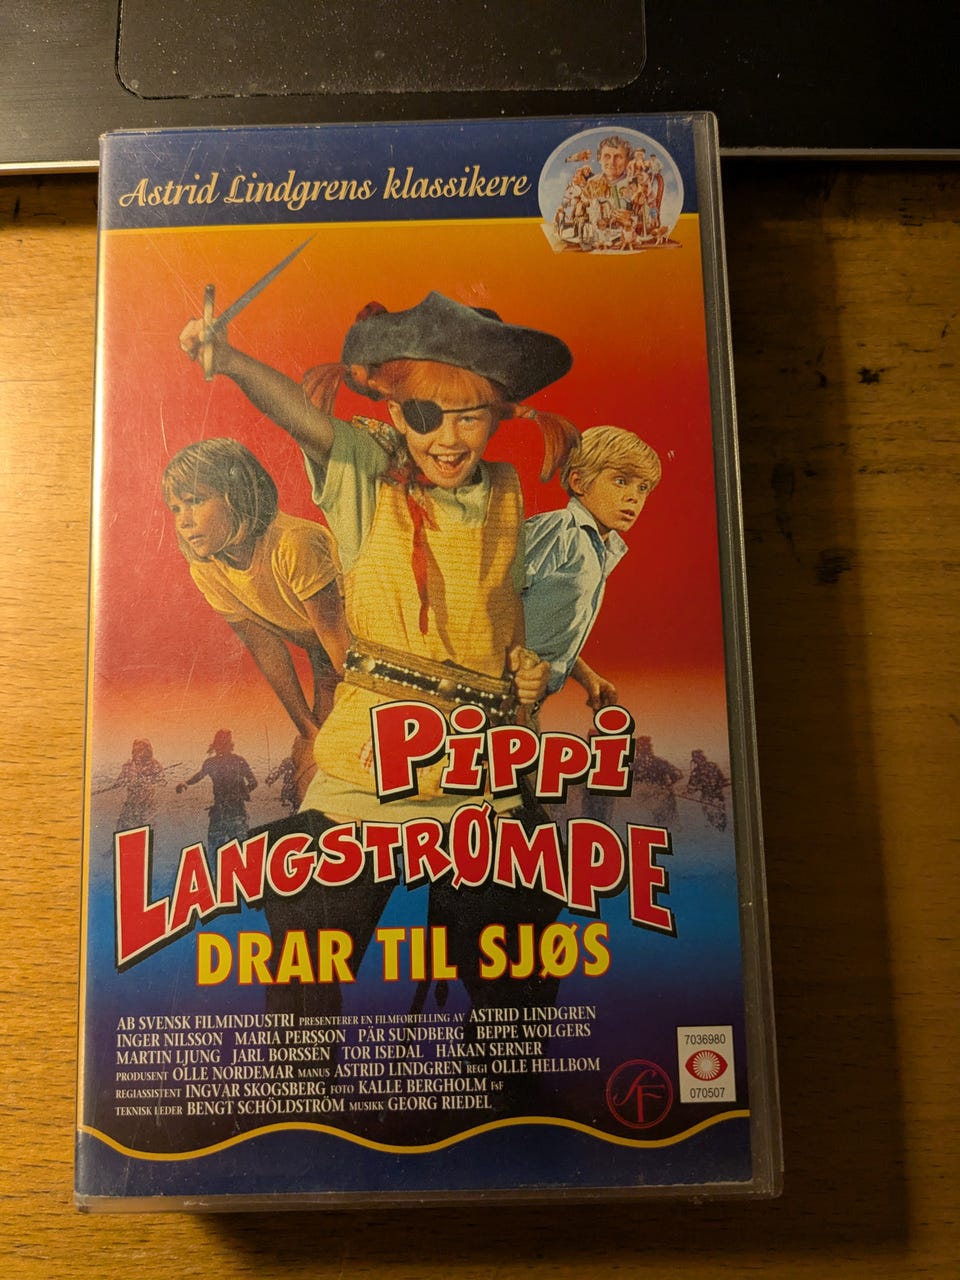 Astrid Lindgrens klassikere
PiPPi
LANGSTRØMPE
DRAR TIL SJØS
AB SVENSK FILMINDUSTRI PRESENTERER EN FILMFORTELLING AV ASTRID LINDGREN
INGER NILSSON MARIA PERSSON PÄR SUNDBERG BEPPE WOLGERS
MARTIN LJUNG JARL BORSSÉN TOR ISEDAL HÅKAN SERNER
PRODUSENT OLLE NORDEMAR MANUS ASTRID LINDGREN REGI OLLE HELLBOM
REGIASSISTENT INGVAR SKOGSBERG FOTO KALLE BERGHOLM FsF
TEKNISK LEDER BENGT SCHÖLDSTRÖM MUSIKK GEORG RIEDEL
SF
7036980
070507